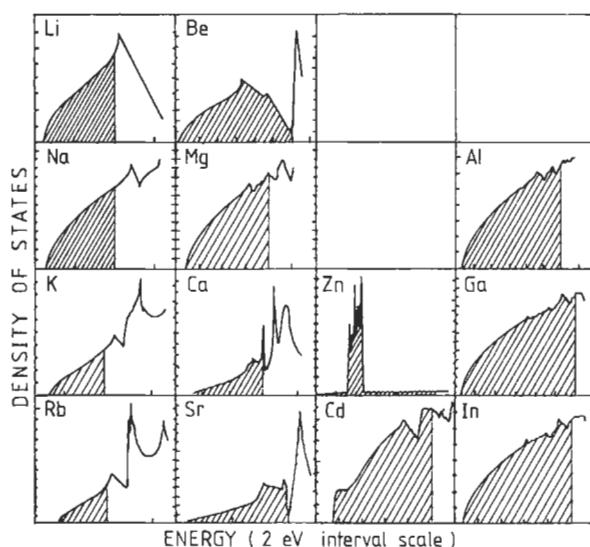 DENSITY OF STATES
Li
Be
Na
Mg
Al
K
Ca
Zn
Ga
Rb
Sr
Cd
In
ENERGY ( 2 eV interval scale )